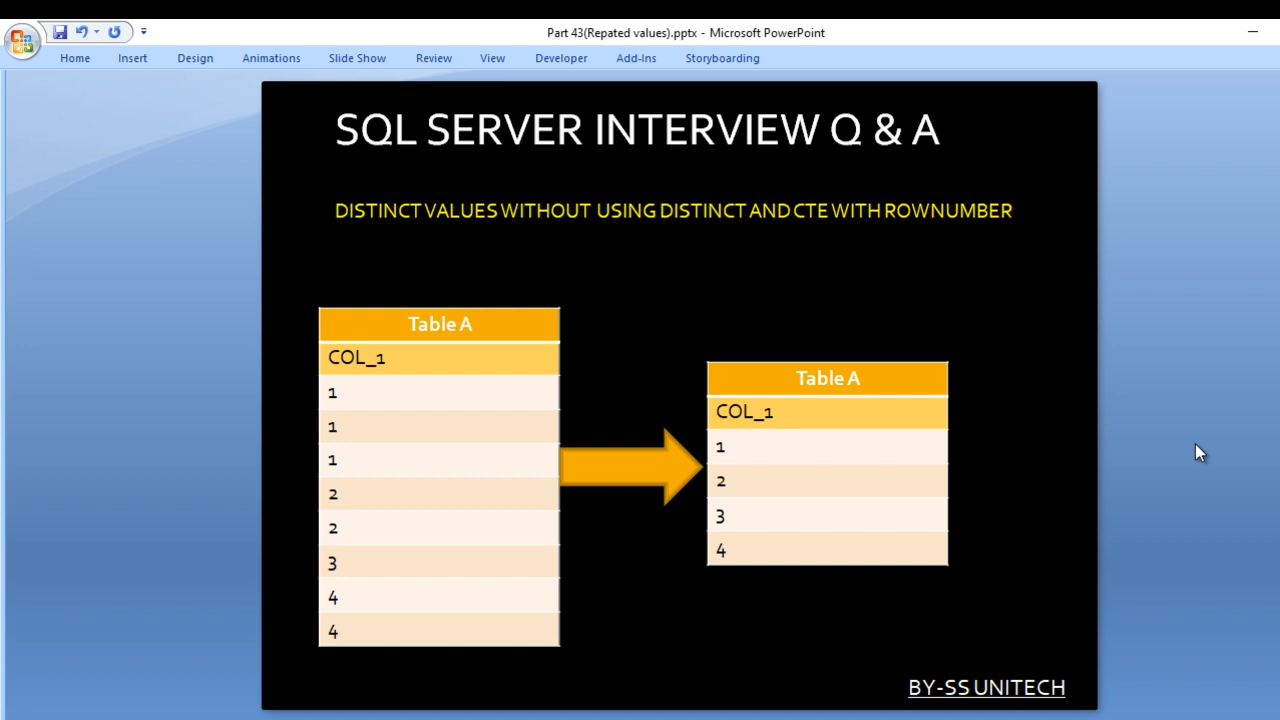 Part 43(Repated values).pptx - Microsoft PowerPoint
Home Insert Design Animations Slide Show Review View Developer Add-Ins Storyboarding
SQL SERVER INTERVIEW Q & A
DISTINCT VALUES WITHOUT USING DISTINCT AND CTE WITH ROWNUMBER
Table A
COL_1
1
1
1
2
2
3
4
4
Table A
COL_1
1
2
3
4
BY-SS UNITECH